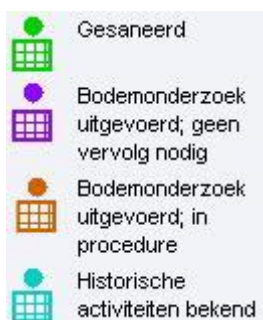 Gesaneerd
Bodemonderzoek
uitgevoerd; geen
vervolg nodig
Bodemonderzoek
uitgevoerd; in
procedure
Historische
activiteiten bekend